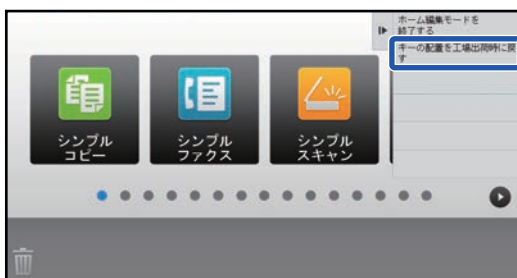 ホーム編集モードを
終了する
キーの配置を工場出荷時に戻
す
シンプル
コピー
シンプル
ファクス
シンプル
スキャン